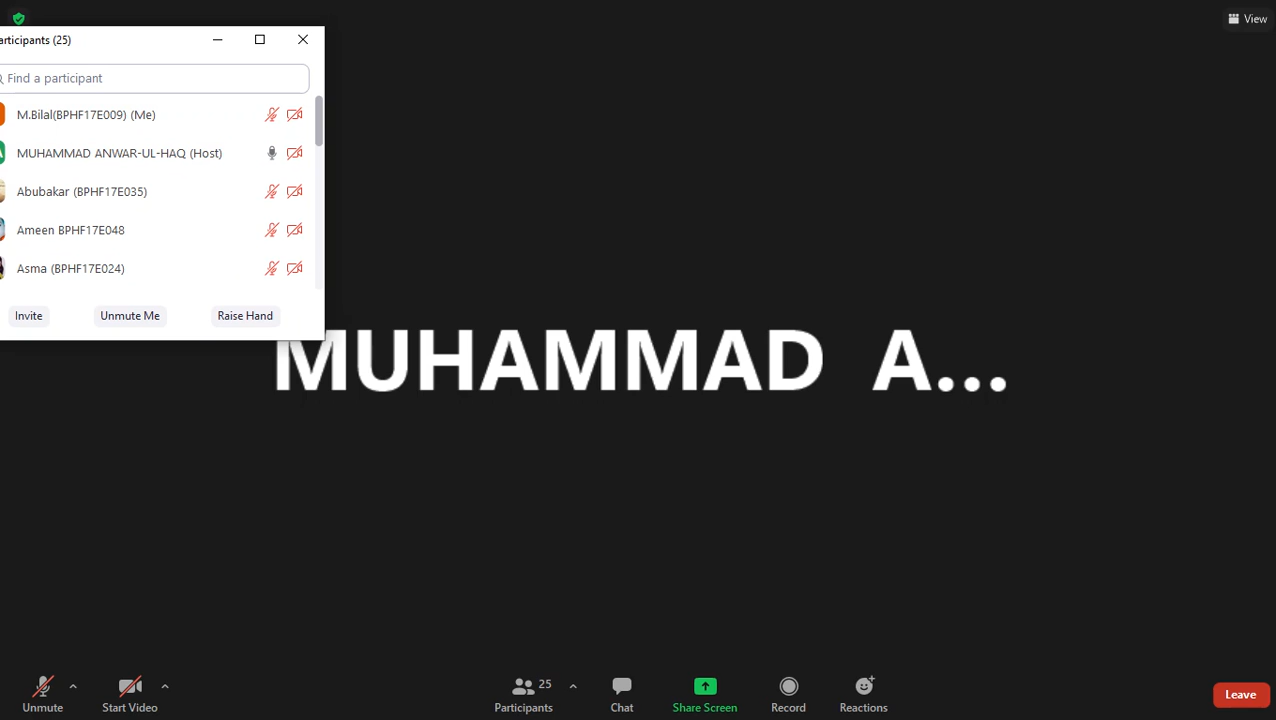 View
articipants (25)
Find a participant
M.Bilal(BPHF17E009) (Me)
MUHAMMAD ANWAR-UL-HAQ (Host)
Abubakar (BPHF17E035)
Ameen BPHF17E048
Asma (BPHF17E024)
Invite Unmute Me Raise Hand
MUHAMMAD A...
25
Unmute Start Video Participants Chat Share Screen Record Reactions Leave